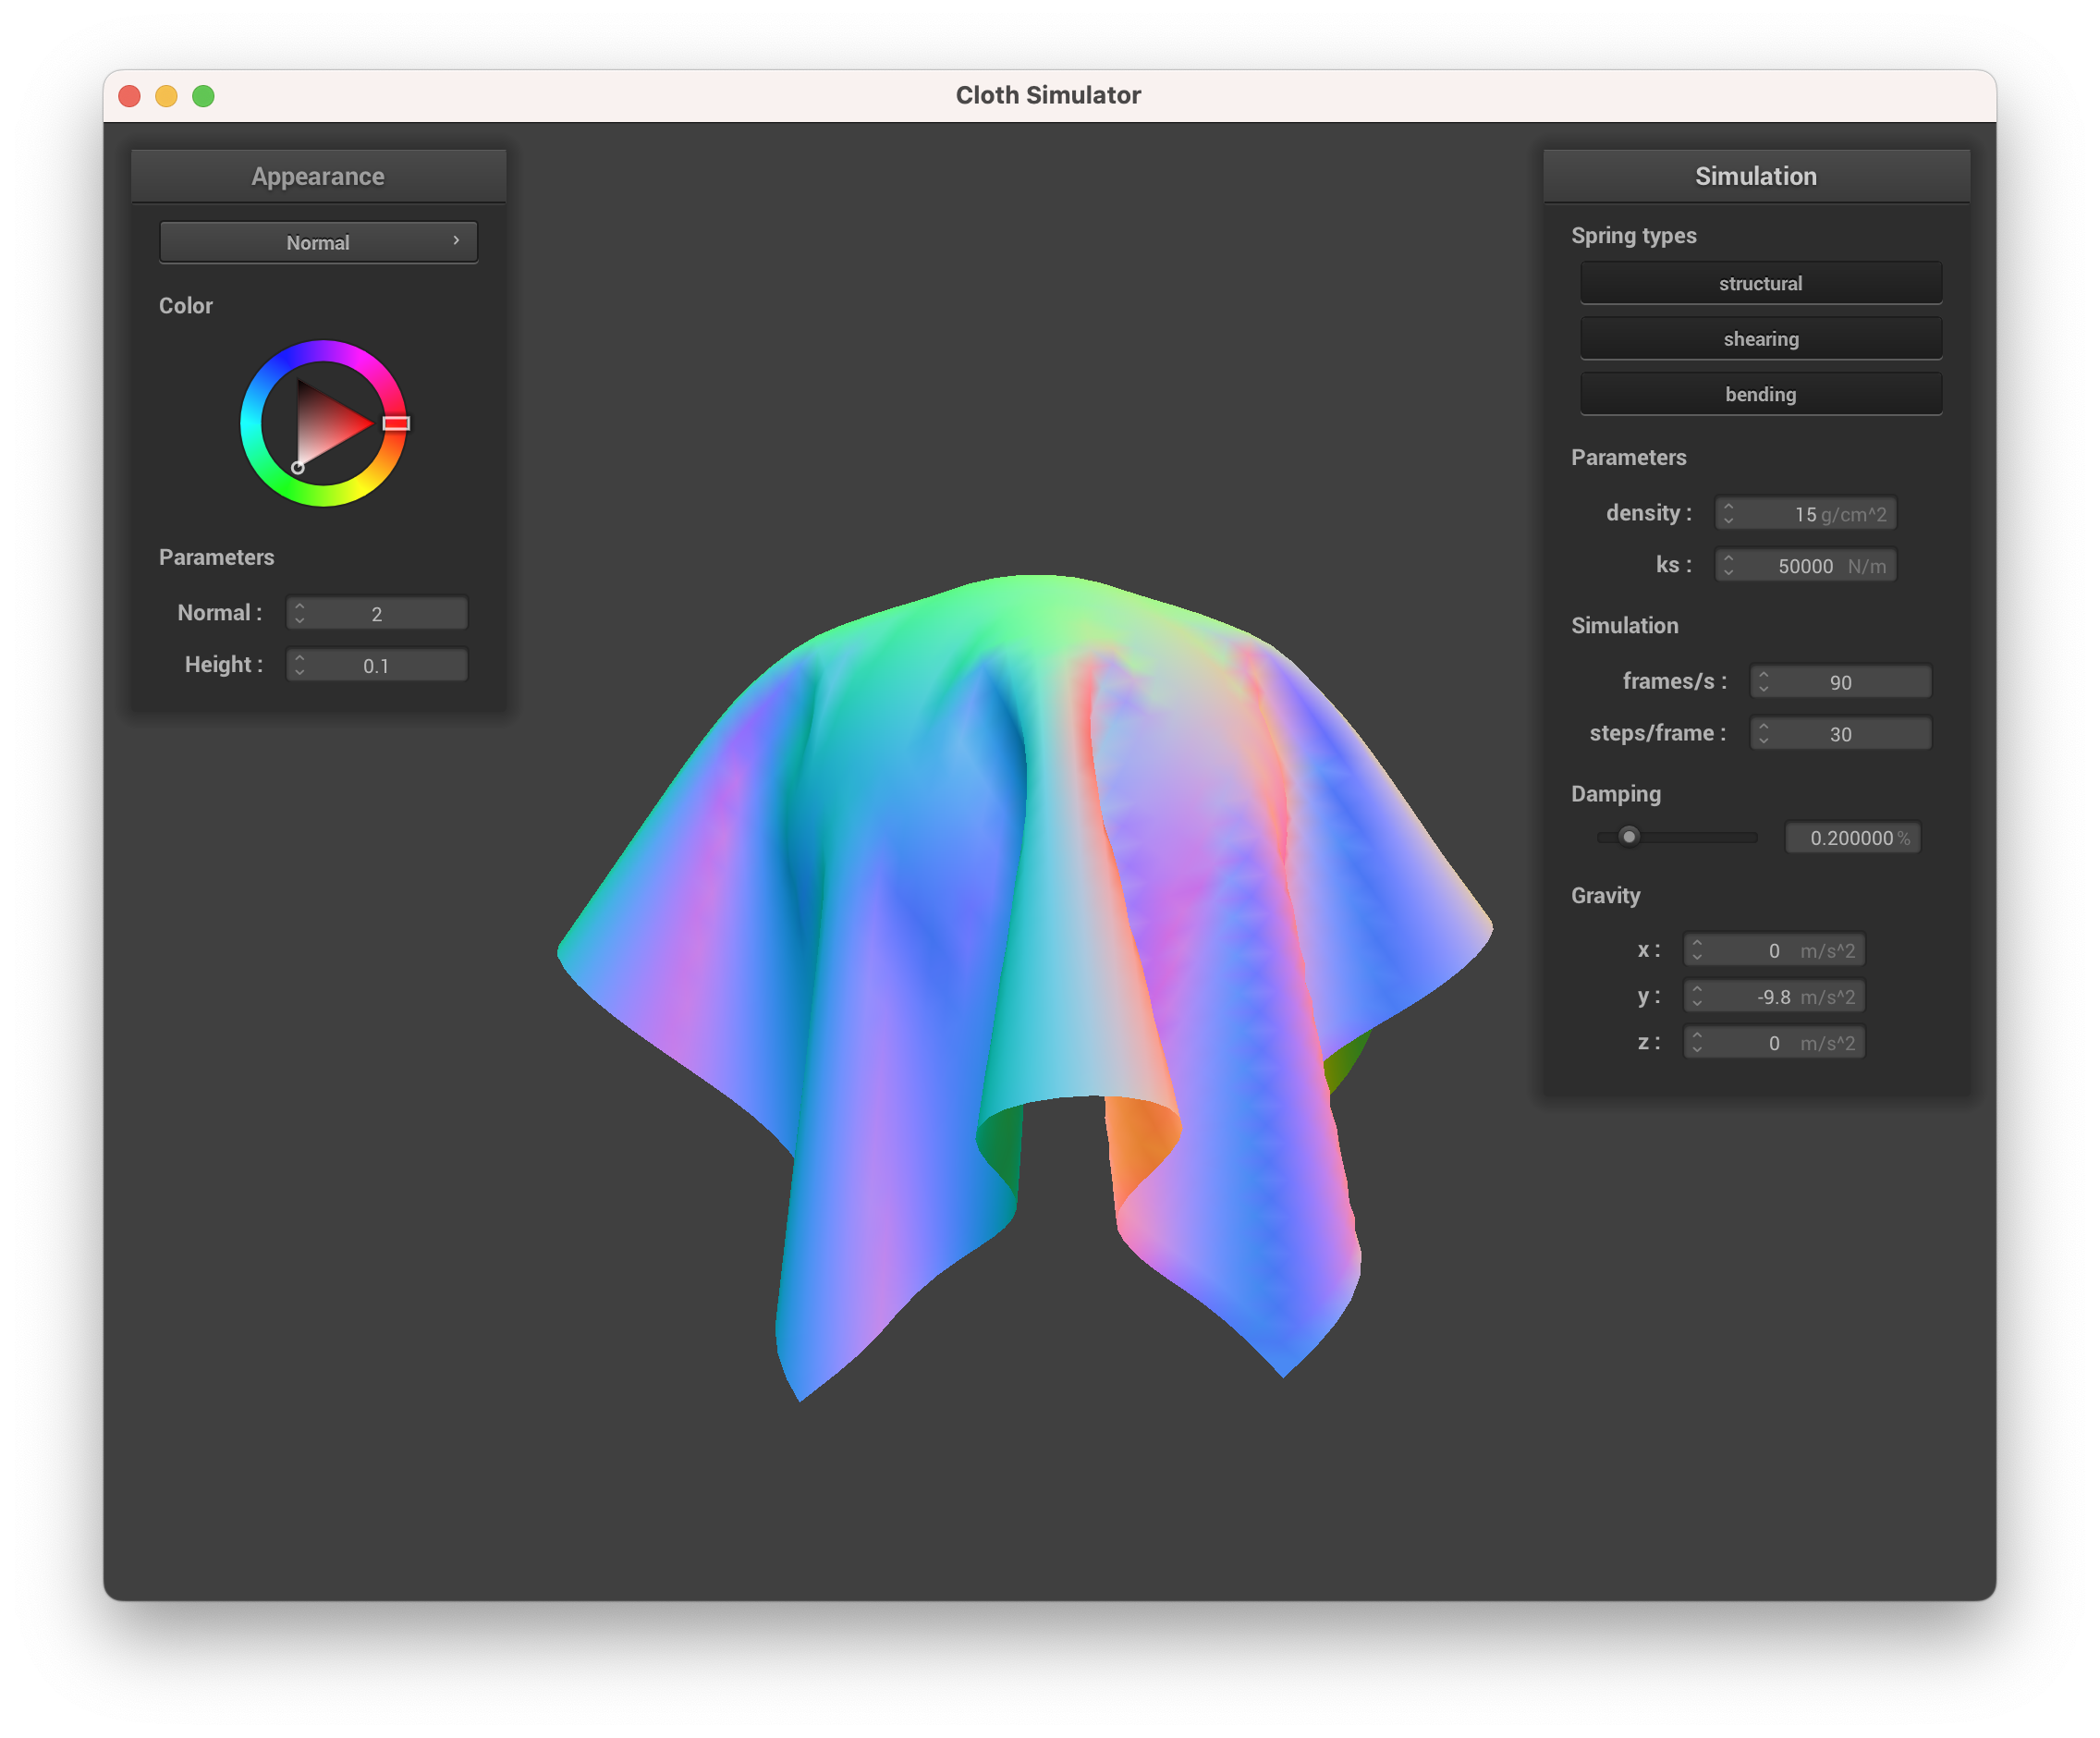 Cloth Simulator
Appearance
Normal
Color
Parameters
Normal : 2
Height : 0.1
Simulation
Spring types
structural
shearing
bending
Parameters
density : 15 g/cm^2
ks : 50000 N/m
Simulation
frames/s : 90
steps/frame : 30
Damping
0.200000 %
Gravity
x : 0 m/s^2
y : -9.8 m/s^2
z : 0 m/s^2